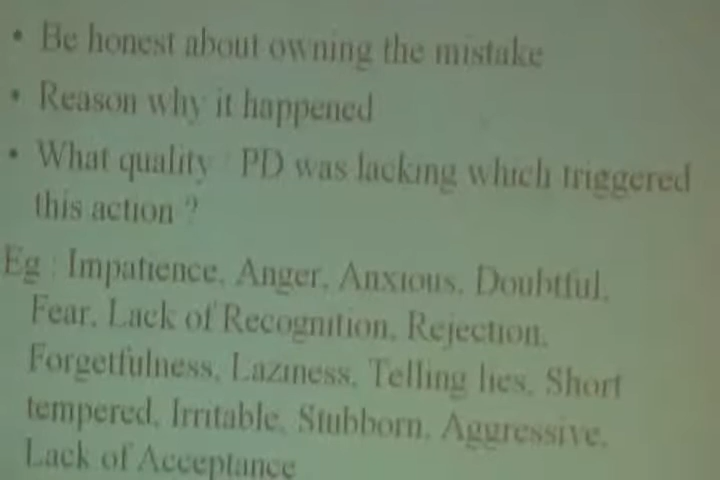 • Be honest about owning the mistake
• Reason why it happened
• What quality / PD was lacking which triggered
this action ?
Eg : Impatience, Anger, Anxious, Doubtful,
Fear, Lack of Recognition, Rejection,
Forgetfulness, Laziness, Telling lies, Short
tempered, Irritable, Stubborn, Aggressive,
Lack of Acceptance